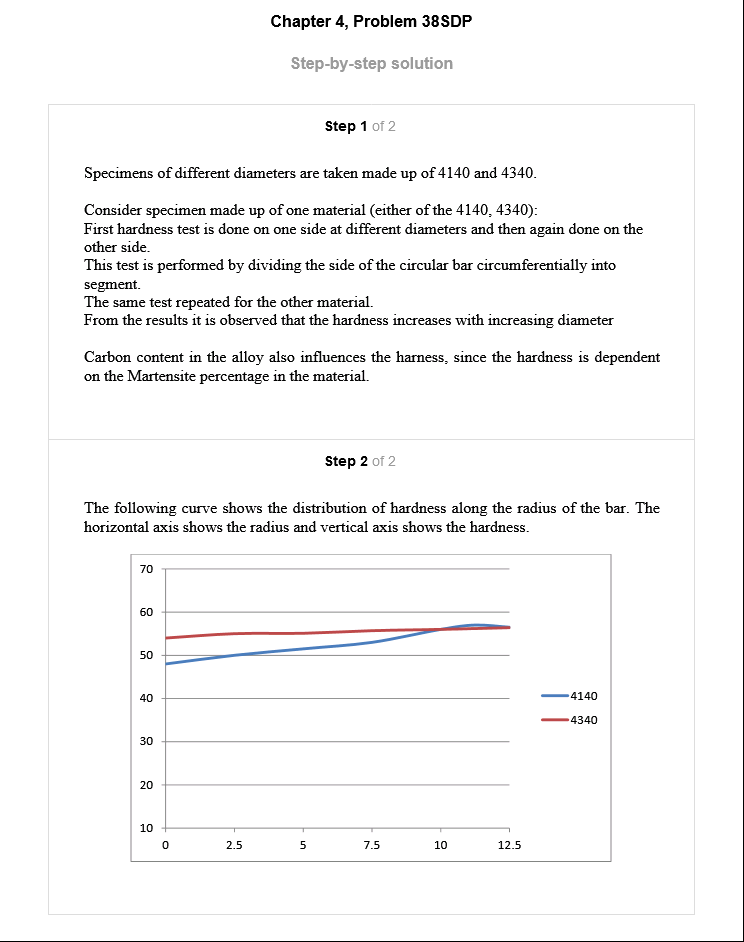 Chapter 4, Problem 38SDP
Step-by-step solution
Step 1 of 2
Specimens of different diameters are taken made up of 4140 and 4340.
Consider specimen made up of one material (either of the 4140, 4340):
First hardness test is done on one side at different diameters and then again done on the
other side.
This test is performed by dividing the side of the circular bar circumferentially into
segment.
The same test repeated for the other material.
From the results it is observed that the hardness increases with increasing diameter
Carbon content in the alloy also influences the harness, since the hardness is dependent
on the Martensite percentage in the material.
Step 2 of 2
The following curve shows the distribution of hardness along the radius of the bar. The
horizontal axis shows the radius and vertical axis shows the hardness.
70
60
50
40
30
20
10
0 2.5 5 7.5 10 12.5
4140
4340